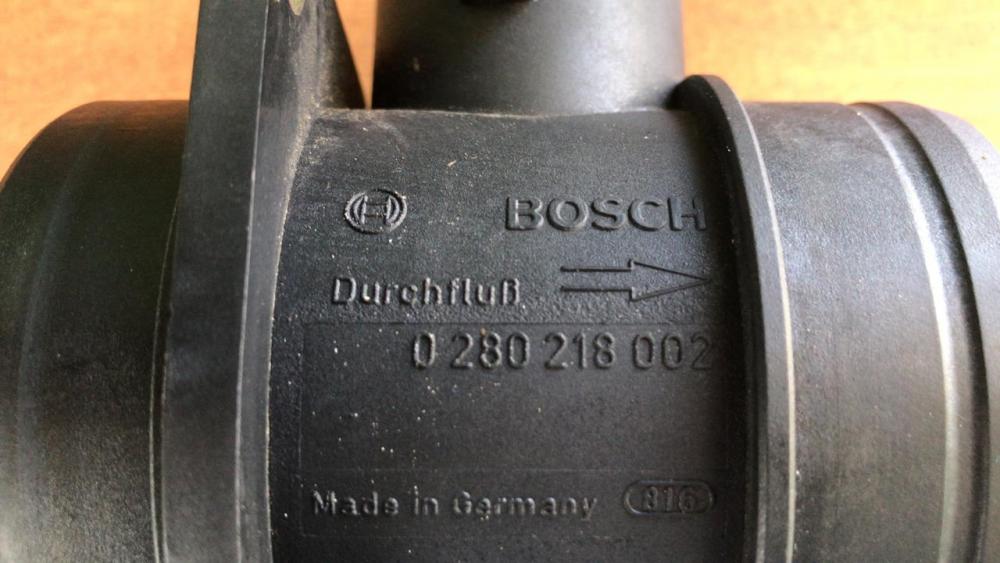 BOSCH
Durchfluß
0 280 218 002
Made in Germany 816